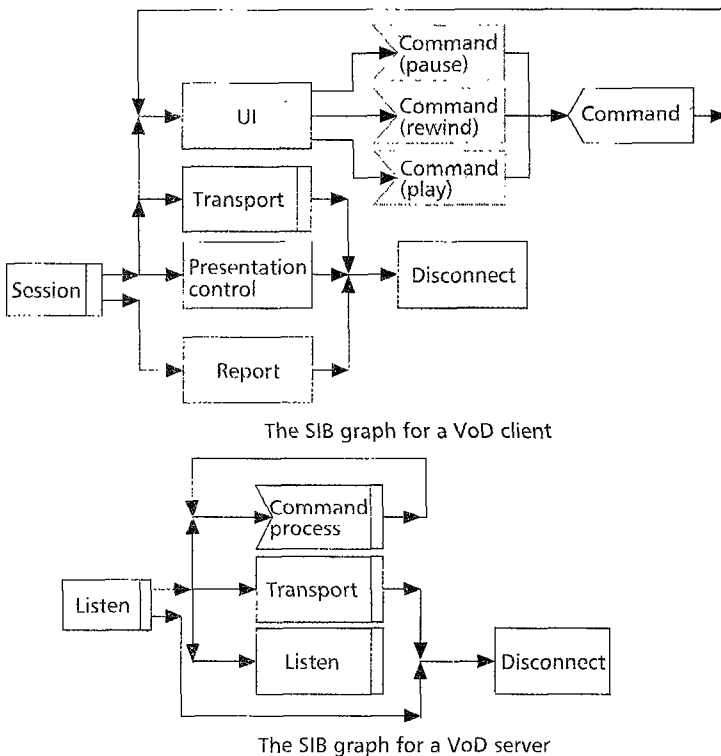 Command
(pause)
UI
Command
(rewind)
Command
Command
(play)
Transport
Session
Presentation
control
Disconnect
Report
The SIB graph for a VoD client
Command
process
Listen
Transport
Listen
Disconnect
The SIB graph for a VoD server